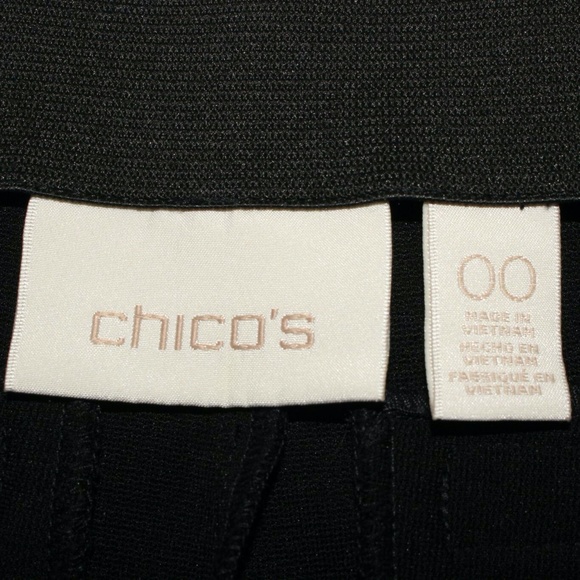 chico's
00
MADE IN
VIETNAM
HECHO EN
VIETNAM
FABRIQUÉ EN
VIETNAM